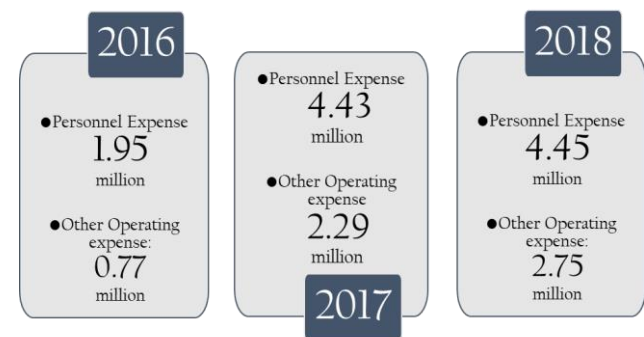 2016
●Personnel Expense
1.95
million
●Other Operating
expense:
0.77
million
●Personnel Expense
4.43
million
●Other Operating
expense
2.29
million
2017
2018
●Personnel Expense
4.45
million
●Other Operating
expense:
2.75
million